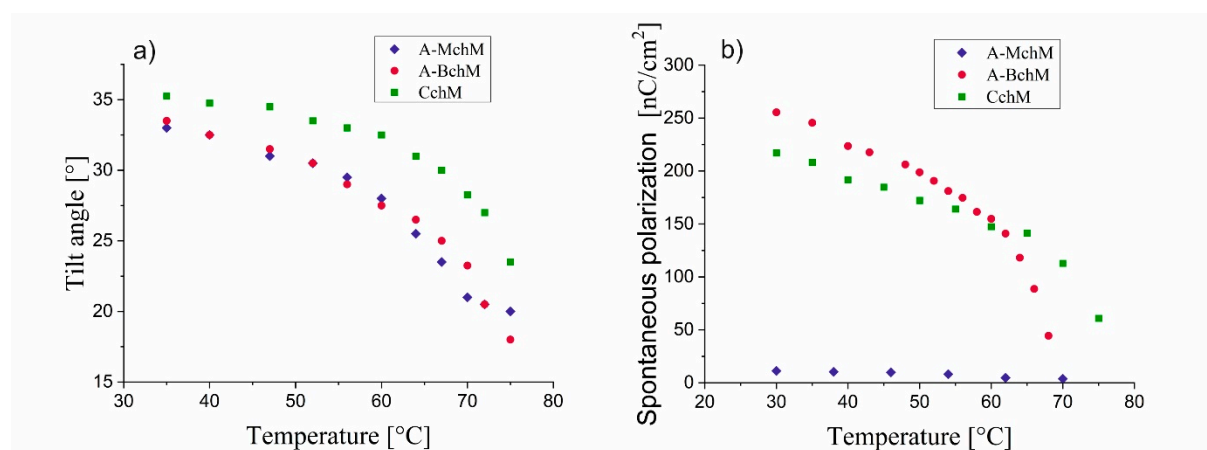 a)
A-MchM
A-BchM
CchM
Tilt angle [°]
35
30
25
20
15
30 40 50 60 70 80
Temperature [°C]
b)
A-MchM
A-BchM
CchM
Spontaneous polarization [nC/cm²]
300
250
200
150
100
50
0
20 30 40 50 60 70 80
Temperature [°C]